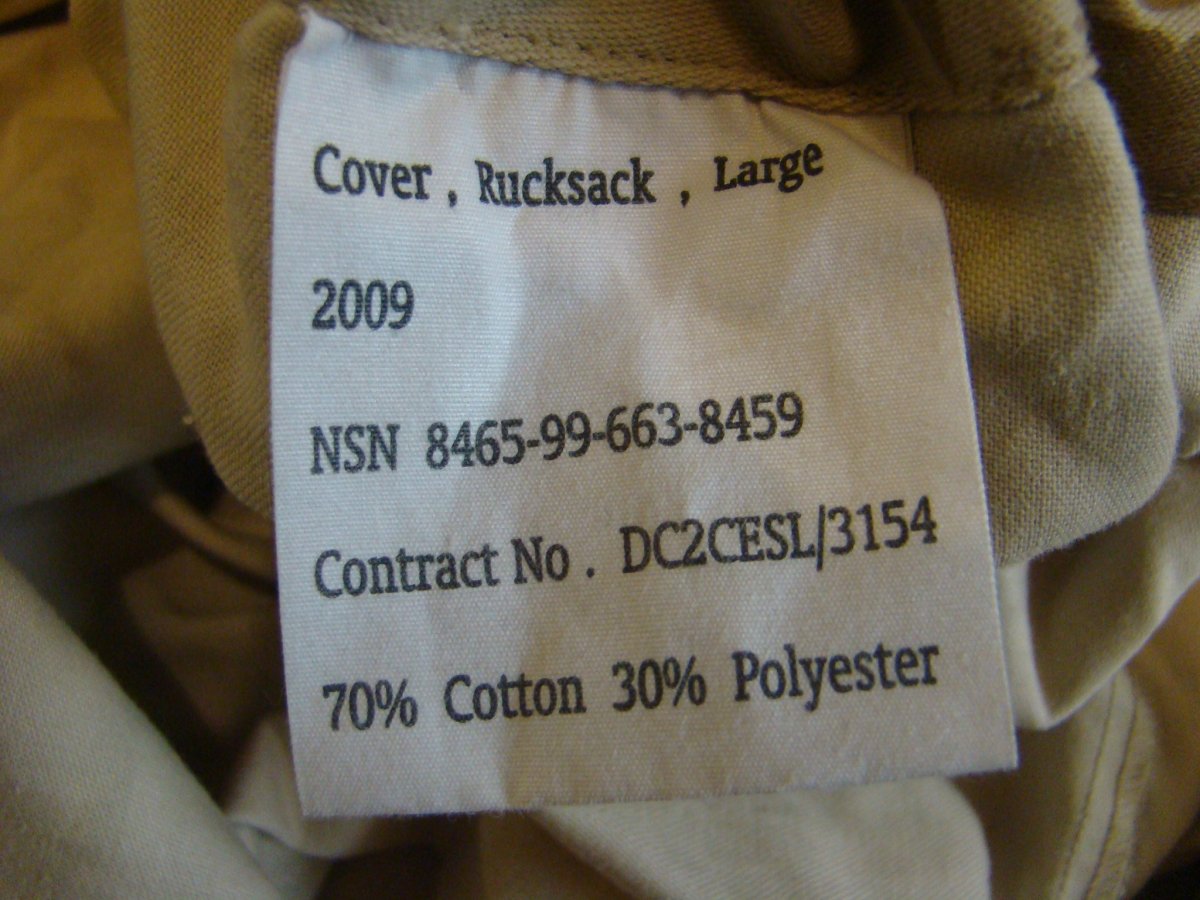 Cover , Rucksack , Large
2009
NSN 8465-99-663-8459
Contract No . DC2CESL/3154
70% Cotton 30% Polyester